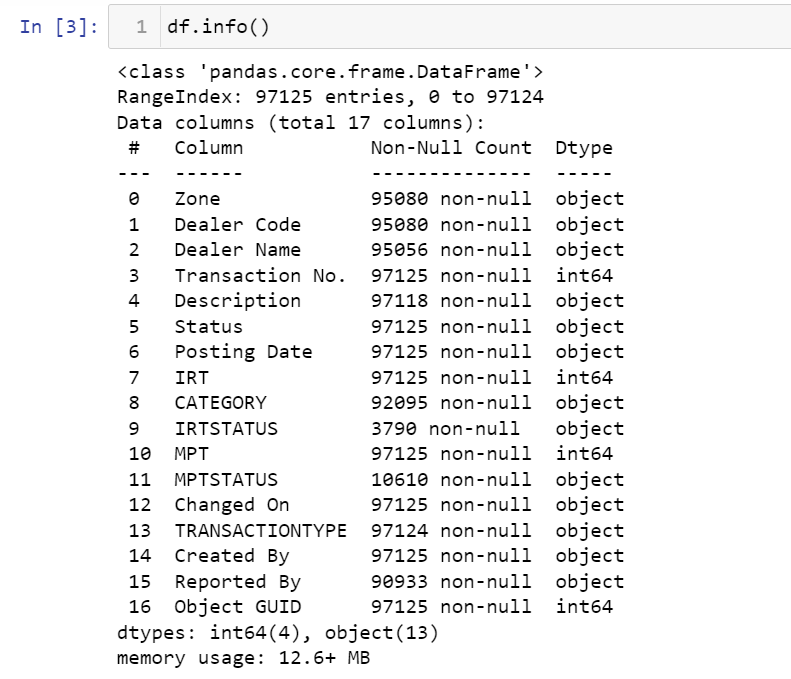 In [3]: 1 df.info()
<class 'pandas.core.frame.DataFrame'>
RangeIndex: 97125 entries, 0 to 97124
Data columns (total 17 columns):
 #   Column           Non-Null Count  Dtype
---  ------           --------------  -----
 0   Zone             95080 non-null  object
 1   Dealer Code      95080 non-null  object
 2   Dealer Name      95056 non-null  object
 3   Transaction No.  97125 non-null  int64
 4   Description      97118 non-null  object
 5   Status           97125 non-null  object
 6   Posting Date     97125 non-null  object
 7   IRT              97125 non-null  int64
 8   CATEGORY         92095 non-null  object
 9   IRTSTATUS        3790 non-null   object
 10  MPT              97125 non-null  int64
 11  MPTSTATUS        10610 non-null  object
 12  Changed On       97125 non-null  object
 13  TRANSACTIONTYPE  97124 non-null  object
 14  Created By       97125 non-null  object
 15  Reported By      90933 non-null  object
 16  Object GUID      97125 non-null  int64
dtypes: int64(4), object(13)
memory usage: 12.6+ MB